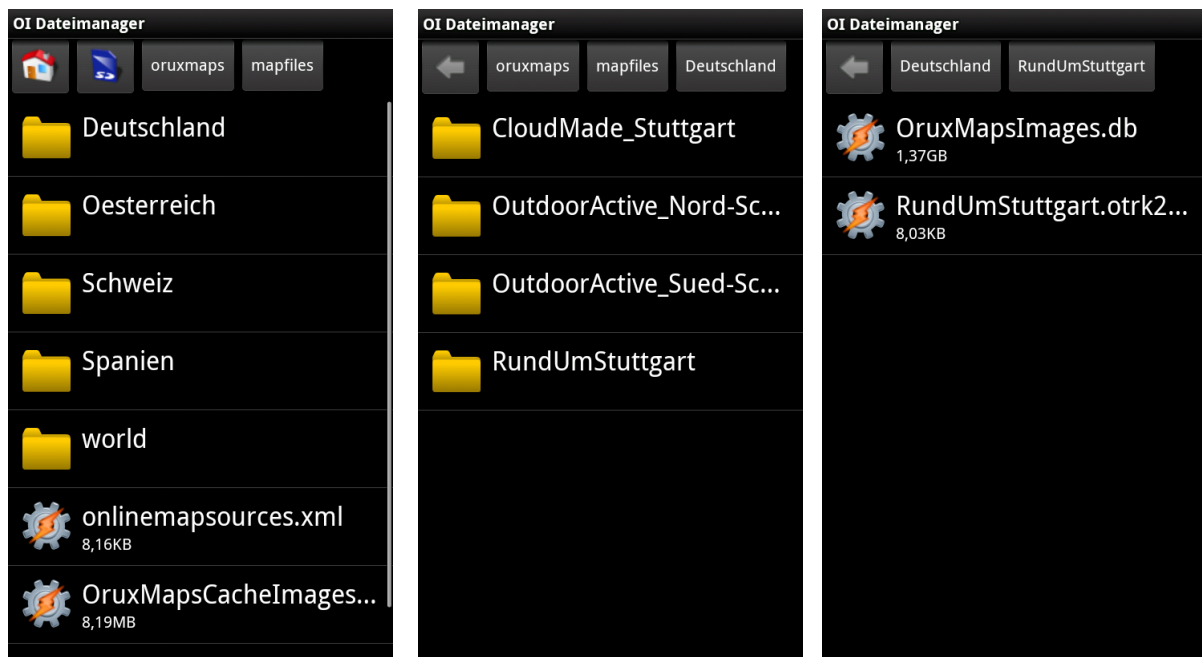 OI Dateimanager
oruxmaps mapfiles
Deutschland
Oesterreich
Schweiz
Spanien
world
onlinemapsources.xml
8,16KB
OruxMapsCacheImages...
8,19MB
OI Dateimanager
oruxmaps mapfiles Deutschland
CloudMade_Stuttgart
OutdoorActive_Nord-Sc...
OutdoorActive_Sued-Sc...
RundUmStuttgart
OI Dateimanager
Deutschland RundUmStuttgart
OruxMapsImages.db
1,37GB
RundUmStuttgart.otrk2...
8,03KB